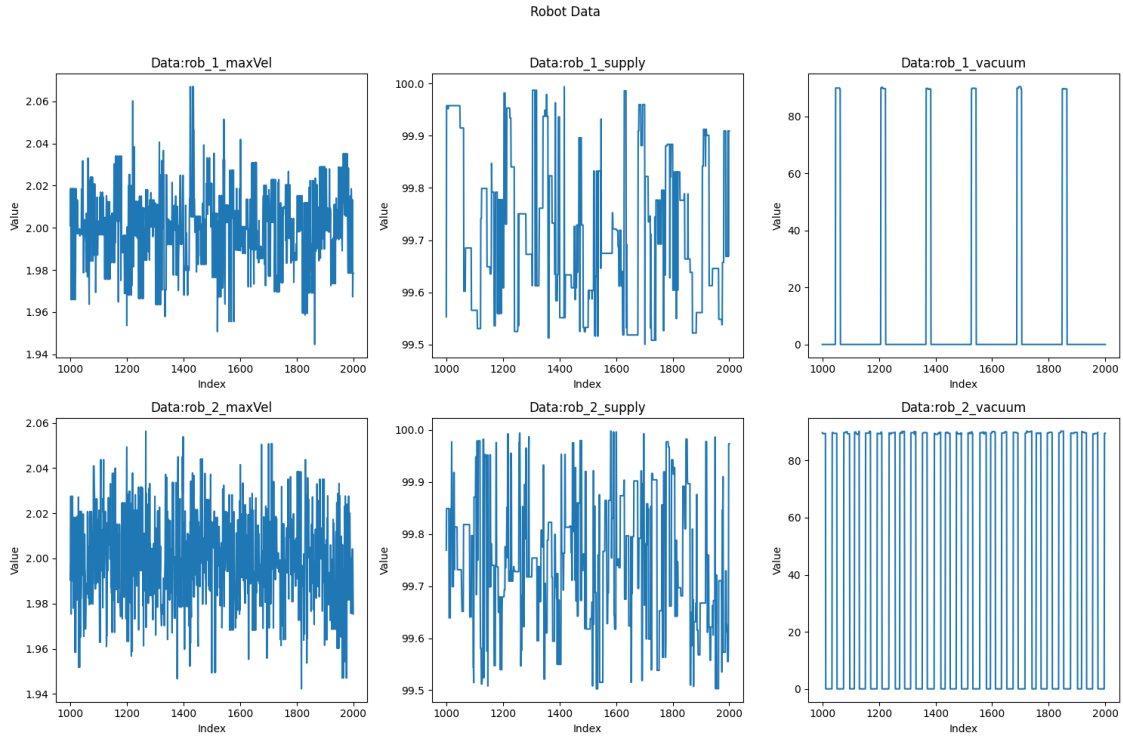 Robot Data
Data:rob_1_maxVel
Value
2.06
2.04
2.02
2.00
1.98
1.96
1.94
1000 1200 1400 1600 1800 2000
Index
Data:rob_1_supply
Value
100.0
99.9
99.8
99.7
99.6
99.5
1000 1200 1400 1600 1800 2000
Index
Data:rob_1_vacuum
Value
80
60
40
20
0
1000 1200 1400 1600 1800 2000
Index
Data:rob_2_maxVel
Value
2.06
2.04
2.02
2.00
1.98
1.96
1.94
1000 1200 1400 1600 1800 2000
Index
Data:rob_2_supply
Value
100.0
99.9
99.8
99.7
99.6
99.5
1000 1200 1400 1600 1800 2000
Index
Data:rob_2_vacuum
Value
80
60
40
20
0
1000 1200 1400 1600 1800 2000
Index